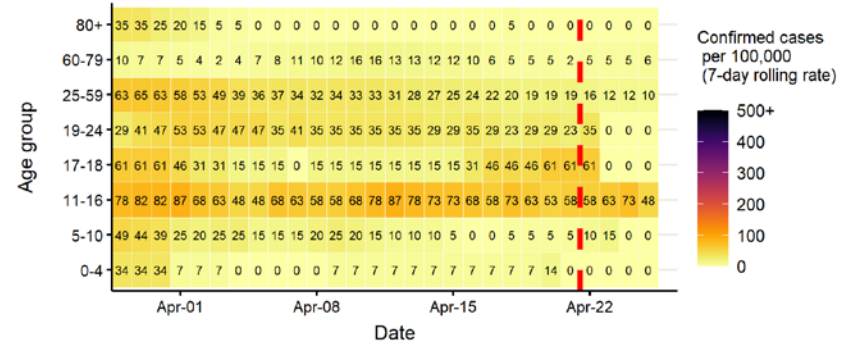 80+ 35 35 25 20 15 5 5 0 0 0 0 0 0 0 0 0 0 0 0 0 5 0 0 0 0 0 0 0
60-79 10 7 7 5 4 2 4 7 8 11 10 12 16 16 13 13 12 12 10 6 5 5 5 2 5 5 5 6
25-59 63 65 63 58 53 49 39 36 37 34 32 34 33 33 31 28 27 25 24 22 20 19 19 19 16 12 12 10
19-24 29 41 47 53 53 47 47 47 35 41 35 35 35 35 35 35 29 29 35 29 23 29 29 23 35 0 0 0
17-18 61 61 61 46 31 31 15 15 15 0 15 15 15 15 15 15 15 15 31 46 46 46 61 61 61 0 0 0
11-16 78 82 82 87 68 63 48 48 68 63 58 58 68 78 87 78 73 73 68 58 73 63 53 58 58 63 73 48
5-10 49 44 39 25 20 25 25 15 15 15 20 25 20 15 10 10 10 5 0 0 5 5 5 5 10 15 0 0
0-4 34 34 34 7 7 7 0 0 0 0 0 7 7 7 7 7 7 7 7 7 7 7 14 0 0 0 0 0
Apr-01 Apr-08 Apr-15 Apr-22
Date
Age group
Confirmed cases
per 100,000
(7-day rolling rate)
500+
400
300
200
100
0